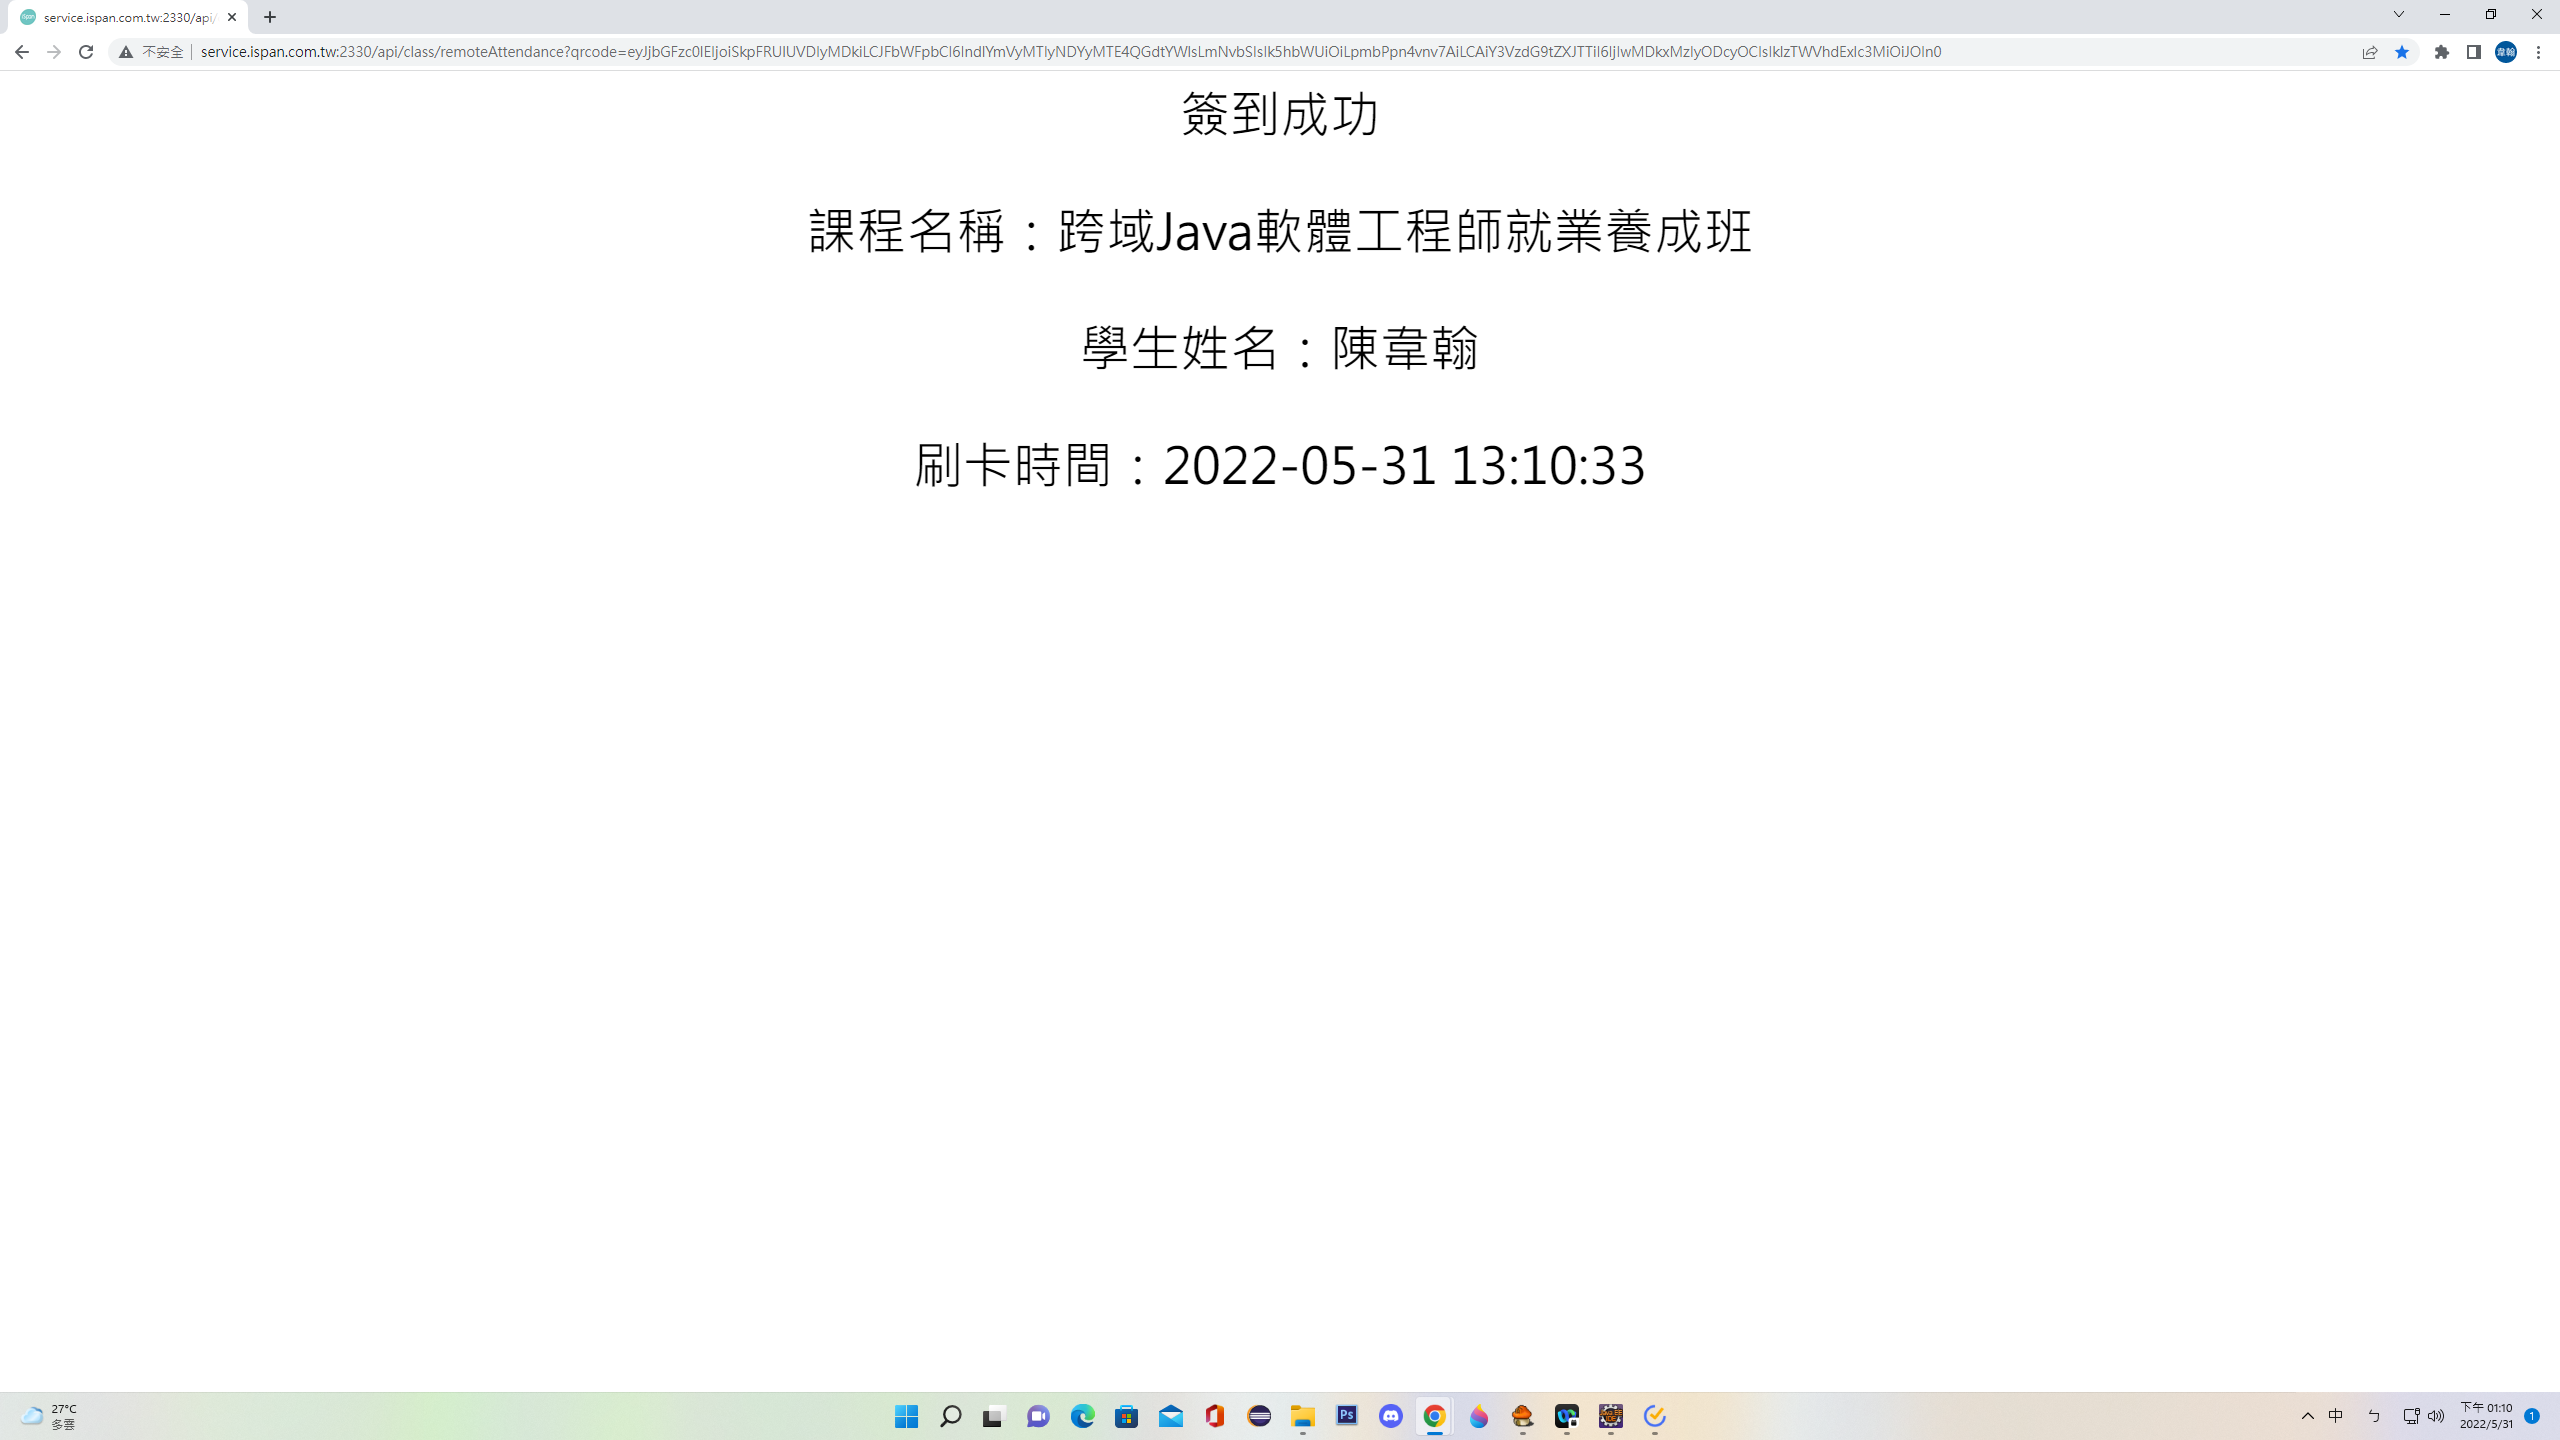 service.ispan.com.tw:2330/api/
不安全
service.ispan.com.tw:2330/api/class/remoteAttendance?qrcode=
韋翰
簽到成功
課程名稱：跨域Java軟體工程師就業養成班
學生姓名：陳韋翰
刷卡時間：2022-05-31 13:10:33
27°C
多雲
Ps
中
ㄅ
下午 01:10
2022/5/31
1